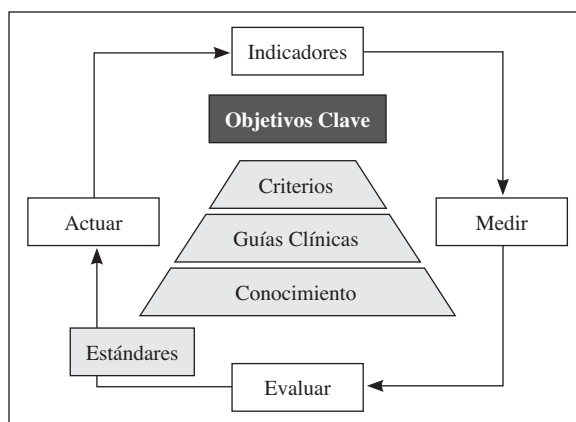 Indicadores
Objetivos Clave
Criterios
Actuar
Guías Clínicas
Medir
Conocimiento
Estándares
Evaluar